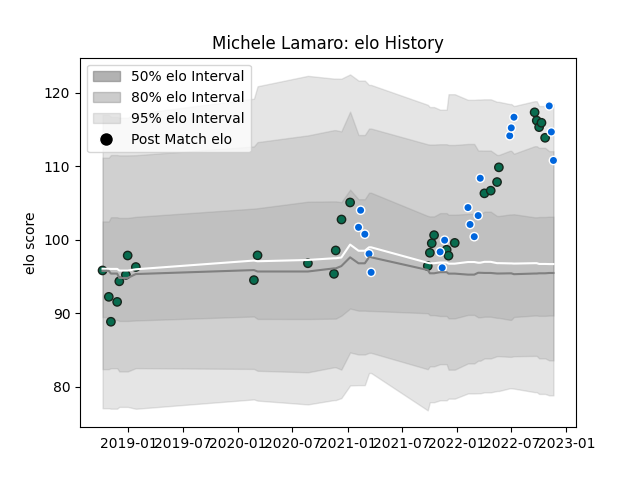 Michele Lamaro: elo History
50% elo Interval
80% elo Interval
95% elo Interval
Post Match elo
elo score
120
110
100
90
80
2019-01
2019-07
2020-01
2020-07
2021-01
2021-07
2022-01
2022-07
2023-01